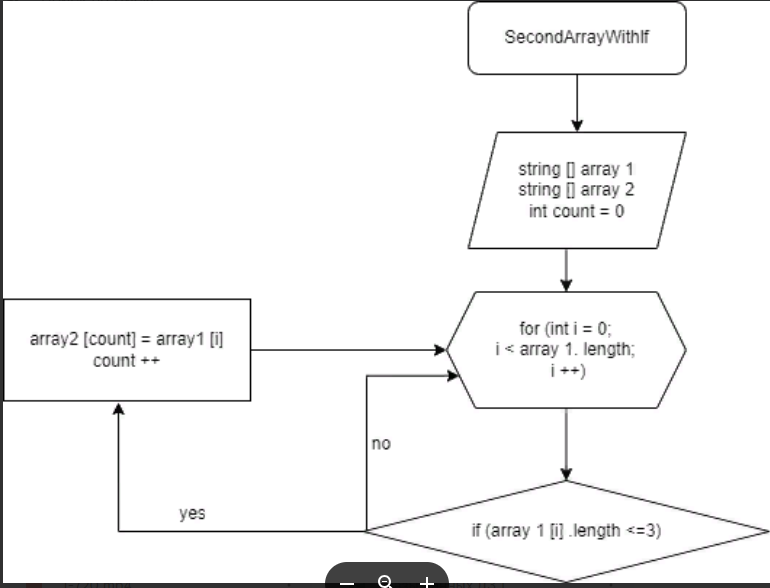 SecondArrayWithIf
string [] array 1
string [] array 2
int count = 0
for (int i = 0;
i < array 1. length;
i ++)
array2 [count] = array1 [i]
count ++
no
yes
if (array 1 [i] .length <=3)